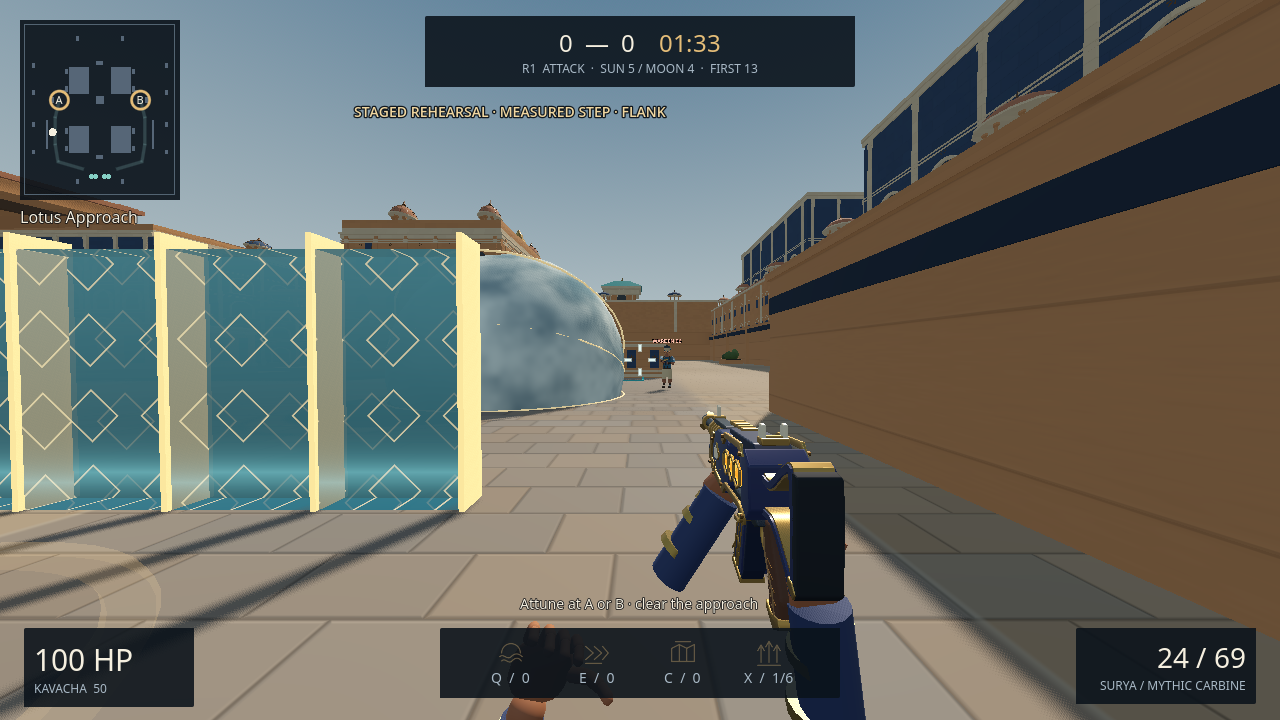 A
B
Lotus Approach
0 — 0 01:33
R1 ATTACK · SUN 5 / MOON 4 · FIRST 13
STAGED REHEARSAL · MEASURED STEP · FLANK
Attune at A or B · clear the approach
100 HP
KAVACHA 50
Q / 0
E / 0
C / 0
X / 1/6
24 / 69
SURYA / MYTHIC CARBINE